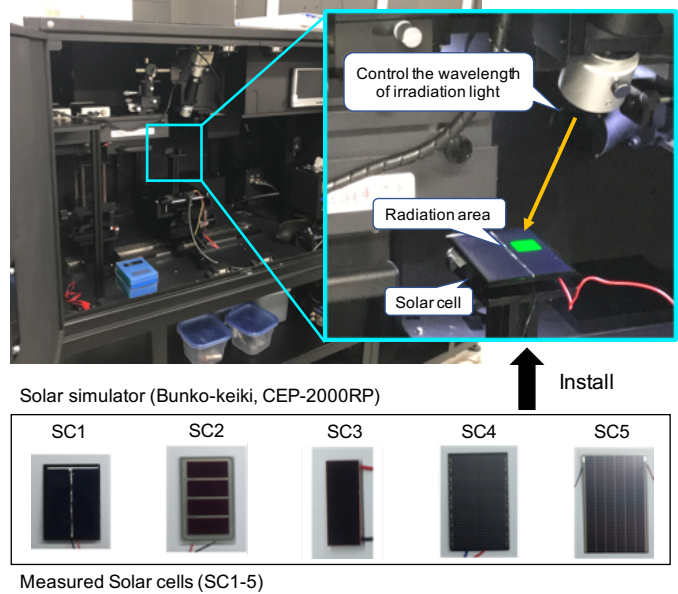 Control the wavelength
of irradiation light
Radiation area
Solar cell
Install
Solar simulator (Bunko-keiki, CEP-2000RP)
SC1 SC2 SC3 SC4 SC5
Measured Solar cells (SC1-5)